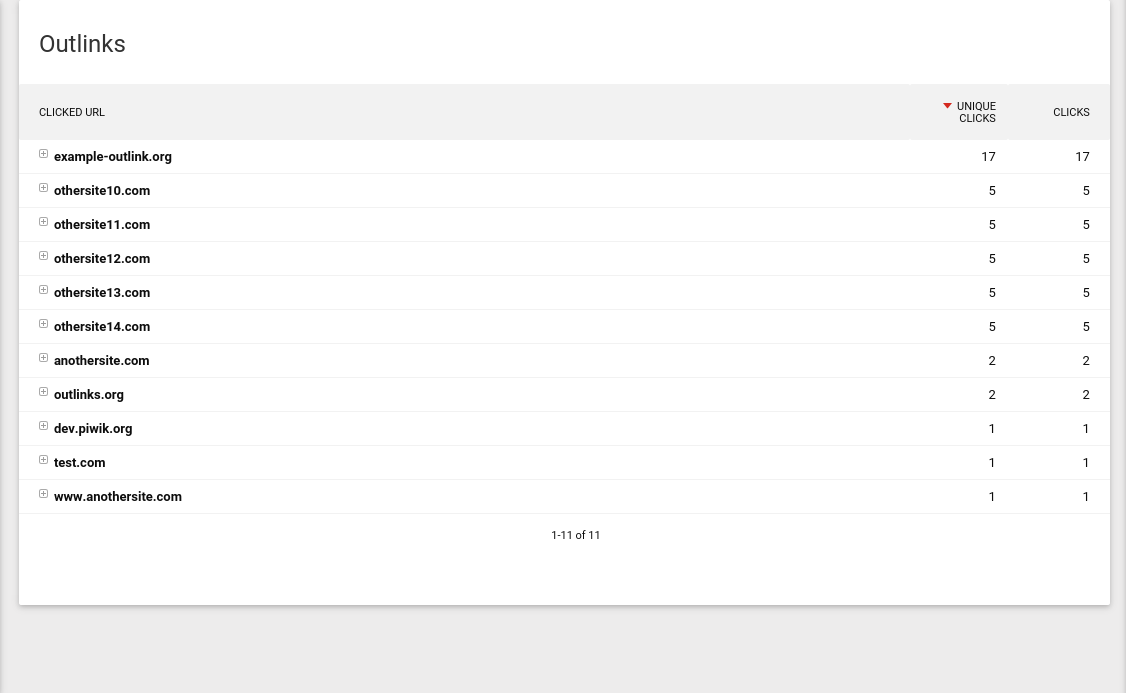 Outlinks
CLICKED URL UNIQUE CLICKS CLICKS
example-outlink.org 17 17
othersite10.com 5 5
othersite11.com 5 5
othersite12.com 5 5
othersite13.com 5 5
othersite14.com 5 5
anothersite.com 2 2
outlinks.org 2 2
dev.piwik.org 1 1
test.com 1 1
www.anothersite.com 1 1
1-11 of 11